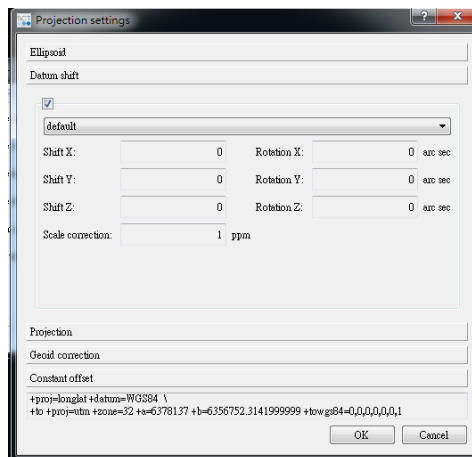 Projection settings
Ellipsoid
Datum shift
default
Shift X: 0 Rotation X: 0 arc sec
Shift Y: 0 Rotation Y: 0 arc sec
Shift Z: 0 Rotation Z: 0 arc sec
Scale correction: 1 ppm
Projection
Geoid correction
Constant offset
+proj=longlat +datum=WGS84 \
+to +proj=utm +zone=32 +a=6378137 +b=6356752.3141999999 +towgs84=0,0,0,0,0,0,1
OK Cancel